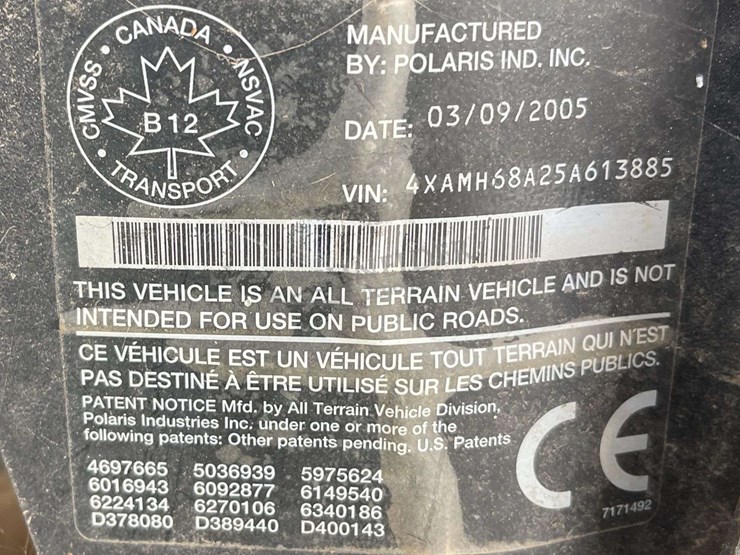 CANADA
CMVSS
NSVAC
B 12
TRANSPORT
MANUFACTURED
BY: POLARIS IND. INC.
DATE: 03/09/2005
VIN: 4XAMH68A25A613885
THIS VEHICLE IS AN ALL TERRAIN VEHICLE AND IS NOT
INTENDED FOR USE ON PUBLIC ROADS.
CE VÉHICULE EST UN VÉHICULE TOUT TERRAIN QUI N'EST
PAS DESTINÉ À ÊTRE UTILISÉ SUR LES CHEMINS PUBLICS.
PATENT NOTICE Mfd. by All Terrain Vehicle Division,
Polaris Industries Inc. under one or more of the
following patents: Other patents pending. U.S. Patents
4697665 5036939 5975624
6016943 6092877 6149540
6224134 6270106 6340186
D378080 D389440 D400143
CE
7171492